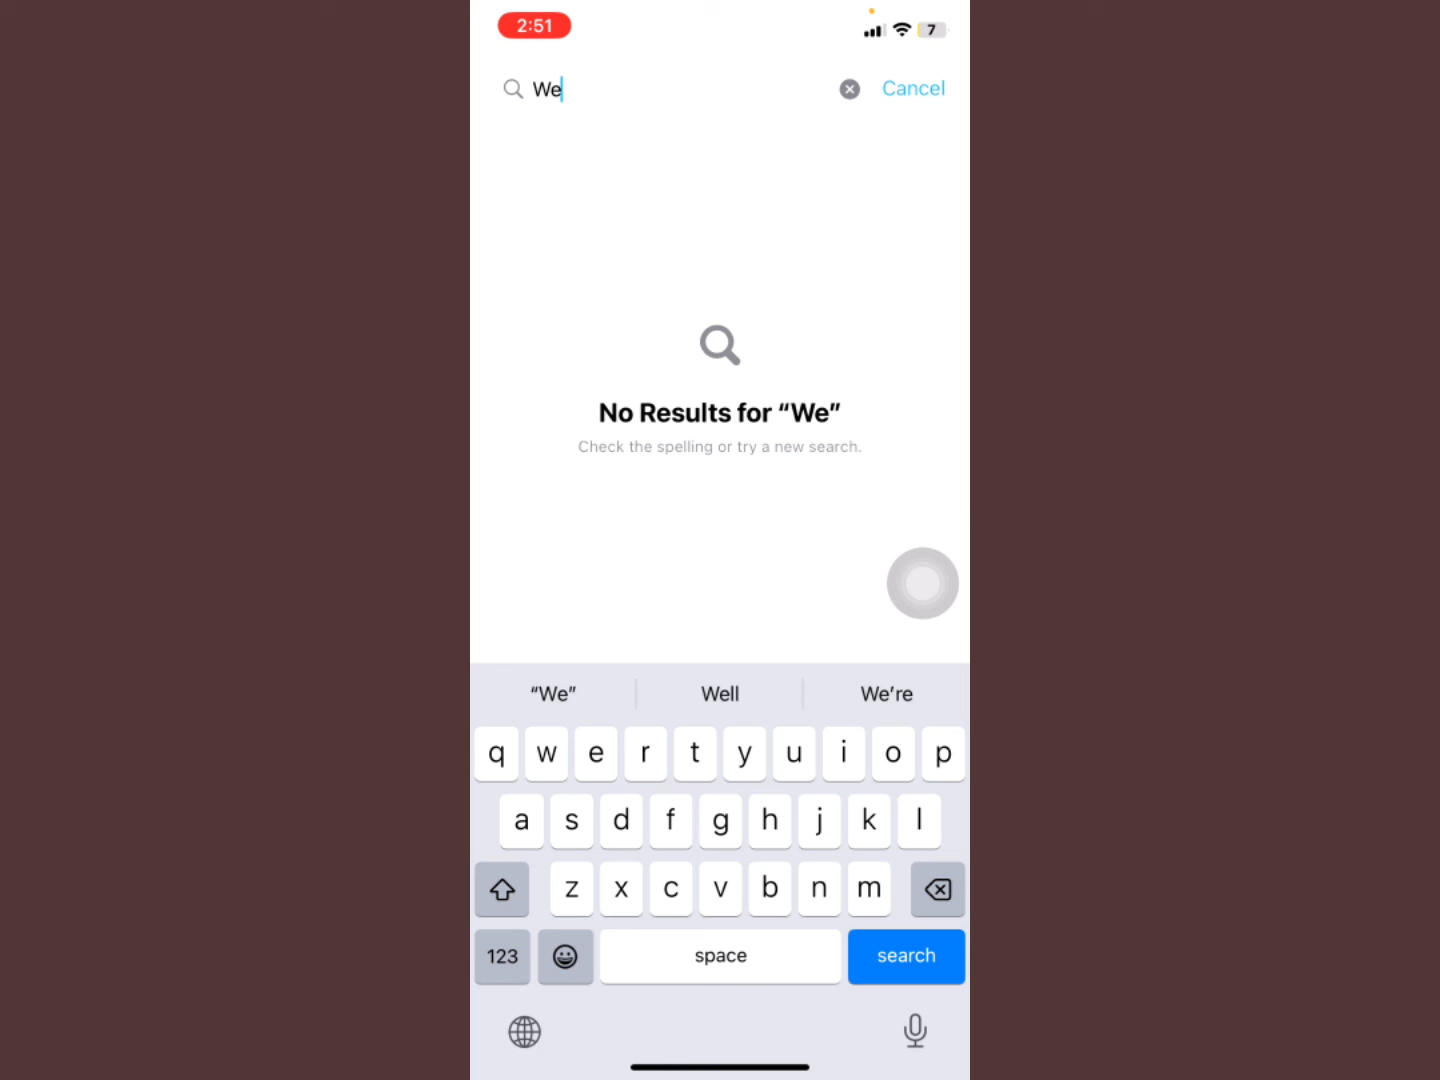 2:51
7
We
Cancel
No Results for “We”
Check the spelling or try a new search.
“We” Well We’re
q w e r t y u i o p
a s d f g h j k l
z x c v b n m
123 space search